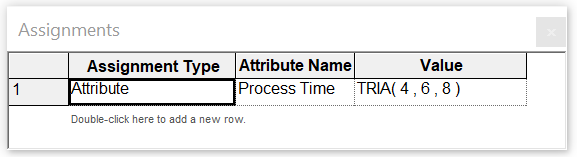 Assignments
Assignment Type Attribute Name Value
1 Attribute Process Time TRIA( 4 , 6 , 8 )
Double-click here to add a new row.